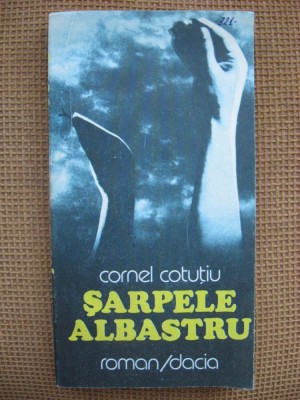 cornel cotuțiu
ŞARPELE
ALBASTRU
roman/dacia